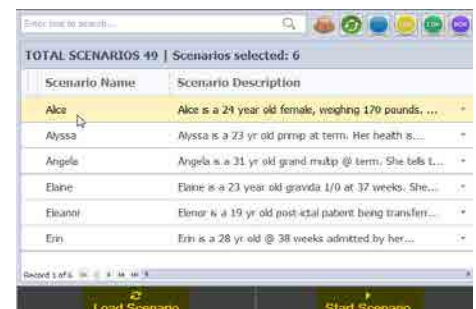 Enter text to search...
TOTAL SCENARIOS 49 | Scenarios selected: 6
Scenario Name Scenario Description
Alice Alice is a 24 year old female, weighing 170 pounds, ...
Alyssa Alyssa is a 23 yr old primip at term. Her health is....
Angela Angela is a 31 yr old grand multip @ term. She tells t...
Elaine Elaine is a 23 year old gravida 1/0 at 37 weeks. She...
Eleanor Elenor is a 19 yr old post-ictal patient being transferr...
Erin Erin is a 28 yr old @ 38 weeks admitted by her...
Record 1 of 6
Load Scenario Start Scenario